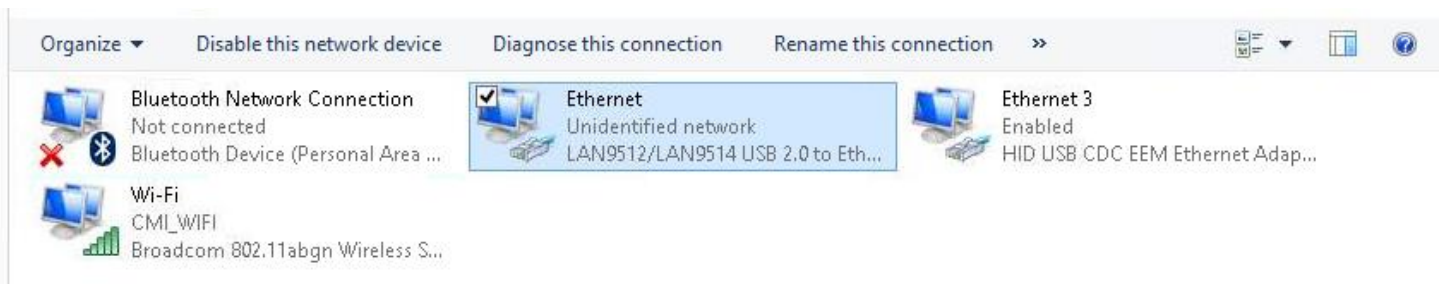 Organize Disable this network device Diagnose this connection Rename this connection »
Bluetooth Network Connection
Not connected
Bluetooth Device (Personal Area ...
Ethernet
Unidentified network
LAN9512/LAN9514 USB 2.0 to Eth...
Ethernet 3
Enabled
HID USB CDC EEM Ethernet Adap...
Wi-Fi
CMI_WIFI
Broadcom 802.11abgn Wireless S...